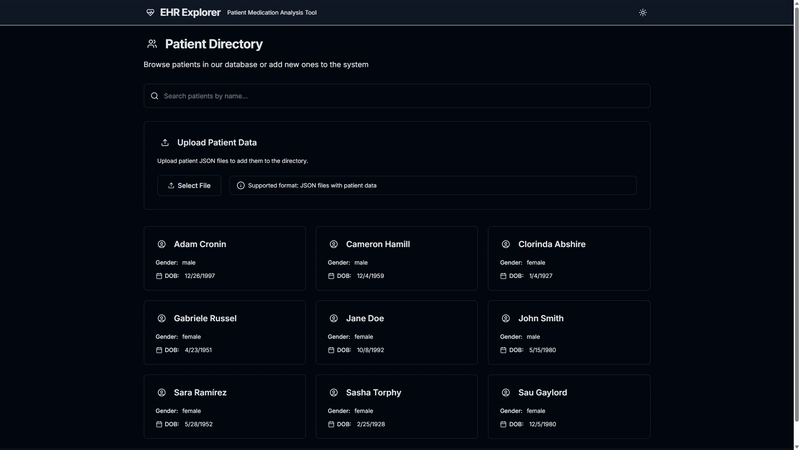 EHR Explorer Patient Medication Analysis Tool
Patient Directory
Browse patients in our database or add new ones to the system
Search patients by name...
Upload Patient Data
Upload patient JSON files to add them to the directory.
Select File
Supported format: JSON files with patient data
Adam Cronin
Gender: male
DOB: 12/26/1997
Cameron Hamill
Gender: male
DOB: 12/4/1959
Clorinda Abshire
Gender: female
DOB: 1/4/1927
Gabriele Russel
Gender: female
DOB: 4/23/1951
Jane Doe
Gender: female
DOB: 10/8/1992
John Smith
Gender: male
DOB: 5/15/1980
Sara Ramírez
Gender: female
DOB: 5/28/1952
Sasha Torphy
Gender: female
DOB: 2/25/1928
Sau Gaylord
Gender: female
DOB: 12/5/1980